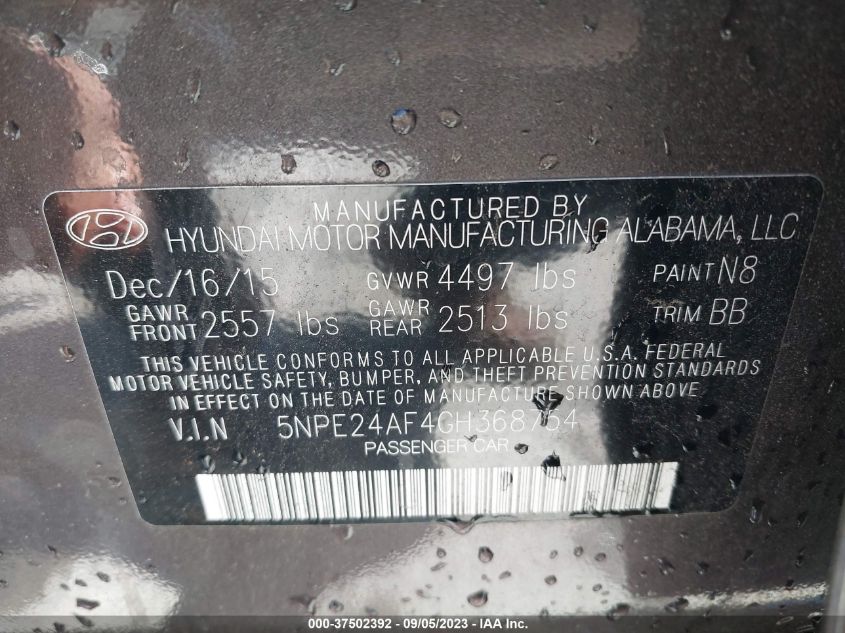 MANUFACTURED BY
HYUNDAI MOTOR MANUFACTURING ALABAMA, LLC
Dec/16/15 GVWR 4497 lbs PAINT N8
GAWR FRONT 2557 lbs GAWR REAR 2513 lbs TRIM BB
THIS VEHICLE CONFORMS TO ALL APPLICABLE U.S.A. FEDERAL
MOTOR VEHICLE SAFETY, BUMPER, AND THEFT PREVENTION STANDARDS
IN EFFECT ON THE DATE OF MANUFACTURE SHOWN ABOVE
V.I.N 5NPE24AF4GH368754
PASSENGER CAR
000-37502392 - 09/05/2023 - IAA Inc.